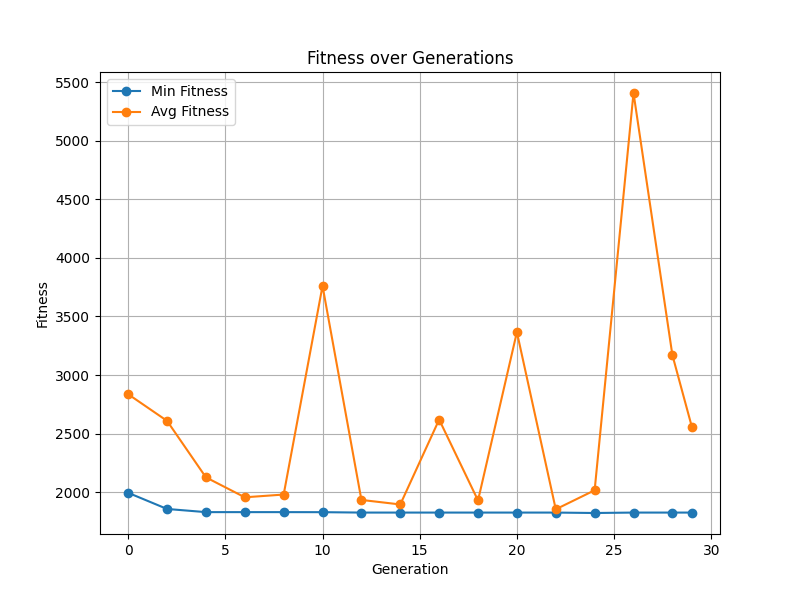 Fitness over Generations
Min Fitness
Avg Fitness
5500
5000
4500
4000
3500
3000
2500
2000
Fitness
0 5 10 15 20 25 30
Generation